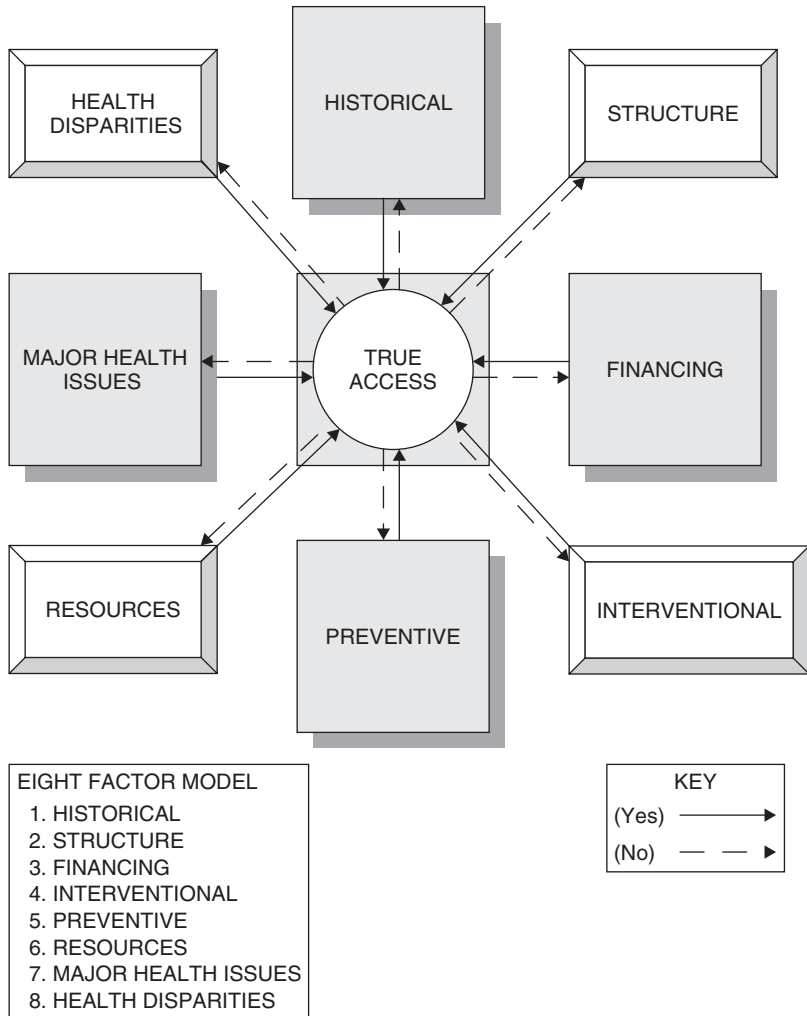 HEALTH
DISPARITIES
HISTORICAL
STRUCTURE
MAJOR HEALTH
ISSUES
TRUE
ACCESS
FINANCING
RESOURCES
PREVENTIVE
INTERVENTIONAL
EIGHT FACTOR MODEL
1. HISTORICAL
2. STRUCTURE
3. FINANCING
4. INTERVENTIONAL
5. PREVENTIVE
6. RESOURCES
7. MAJOR HEALTH ISSUES
8. HEALTH DISPARITIES
KEY
(Yes)
(No)